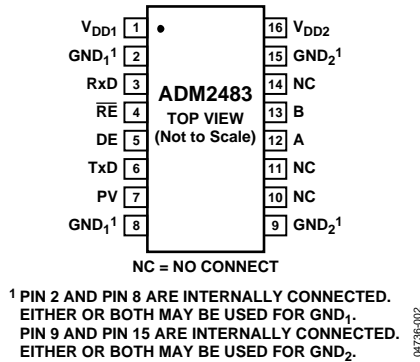 V_DD1 1 16 V_DD2
GND₁¹ 2 15 GND₂¹
RxD 3 14 NC
R̅E̅ 4 13 B
DE 5 12 A
TxD 6 11 NC
PV 7 10 NC
GND₁¹ 8 9 GND₂¹
ADM2483
TOP VIEW
(Not to Scale)
NC = NO CONNECT
¹ PIN 2 AND PIN 8 ARE INTERNALLY CONNECTED.
EITHER OR BOTH MAY BE USED FOR GND₁.
PIN 9 AND PIN 15 ARE INTERNALLY CONNECTED.
EITHER OR BOTH MAY BE USED FOR GND₂.
04736-002